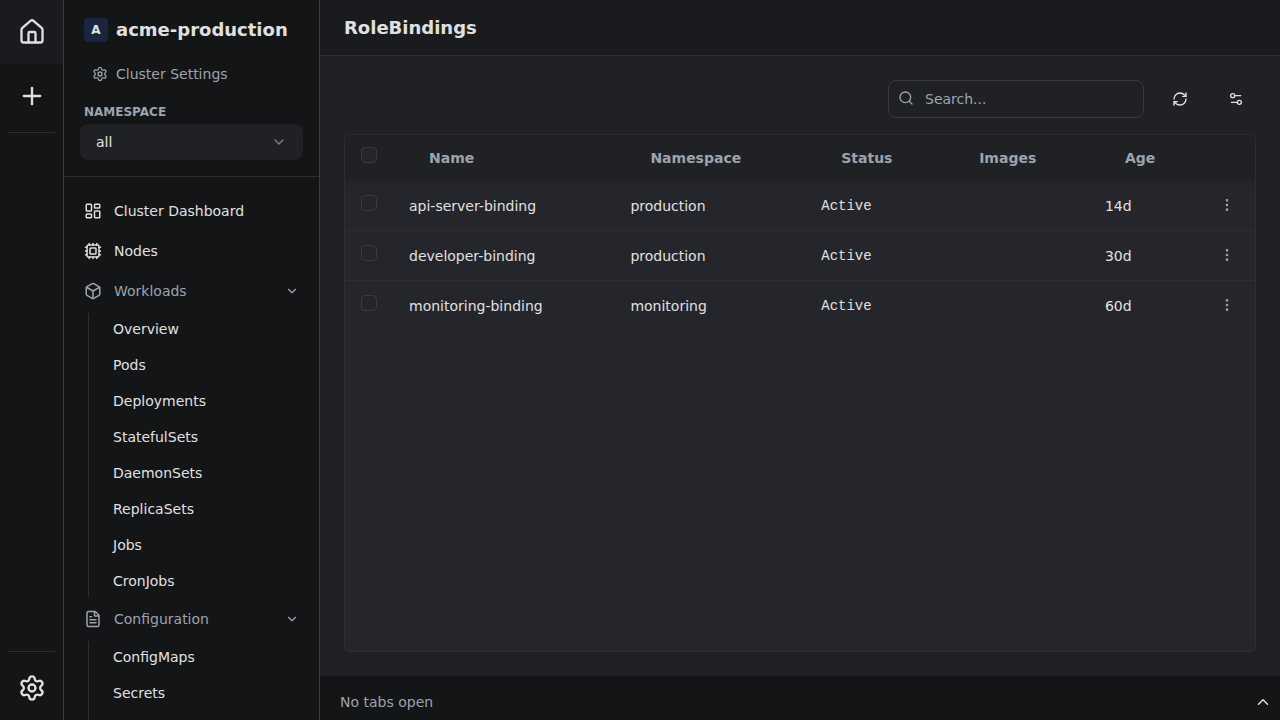 A acme-production
Cluster Settings
NAMESPACE
all
Cluster Dashboard
Nodes
Workloads
Overview
Pods
Deployments
StatefulSets
DaemonSets
ReplicaSets
Jobs
CronJobs
Configuration
ConfigMaps
Secrets
RoleBindings
Search...
Name Namespace Status Images Age
api-server-binding production Active 14d
developer-binding production Active 30d
monitoring-binding monitoring Active 60d
No tabs open